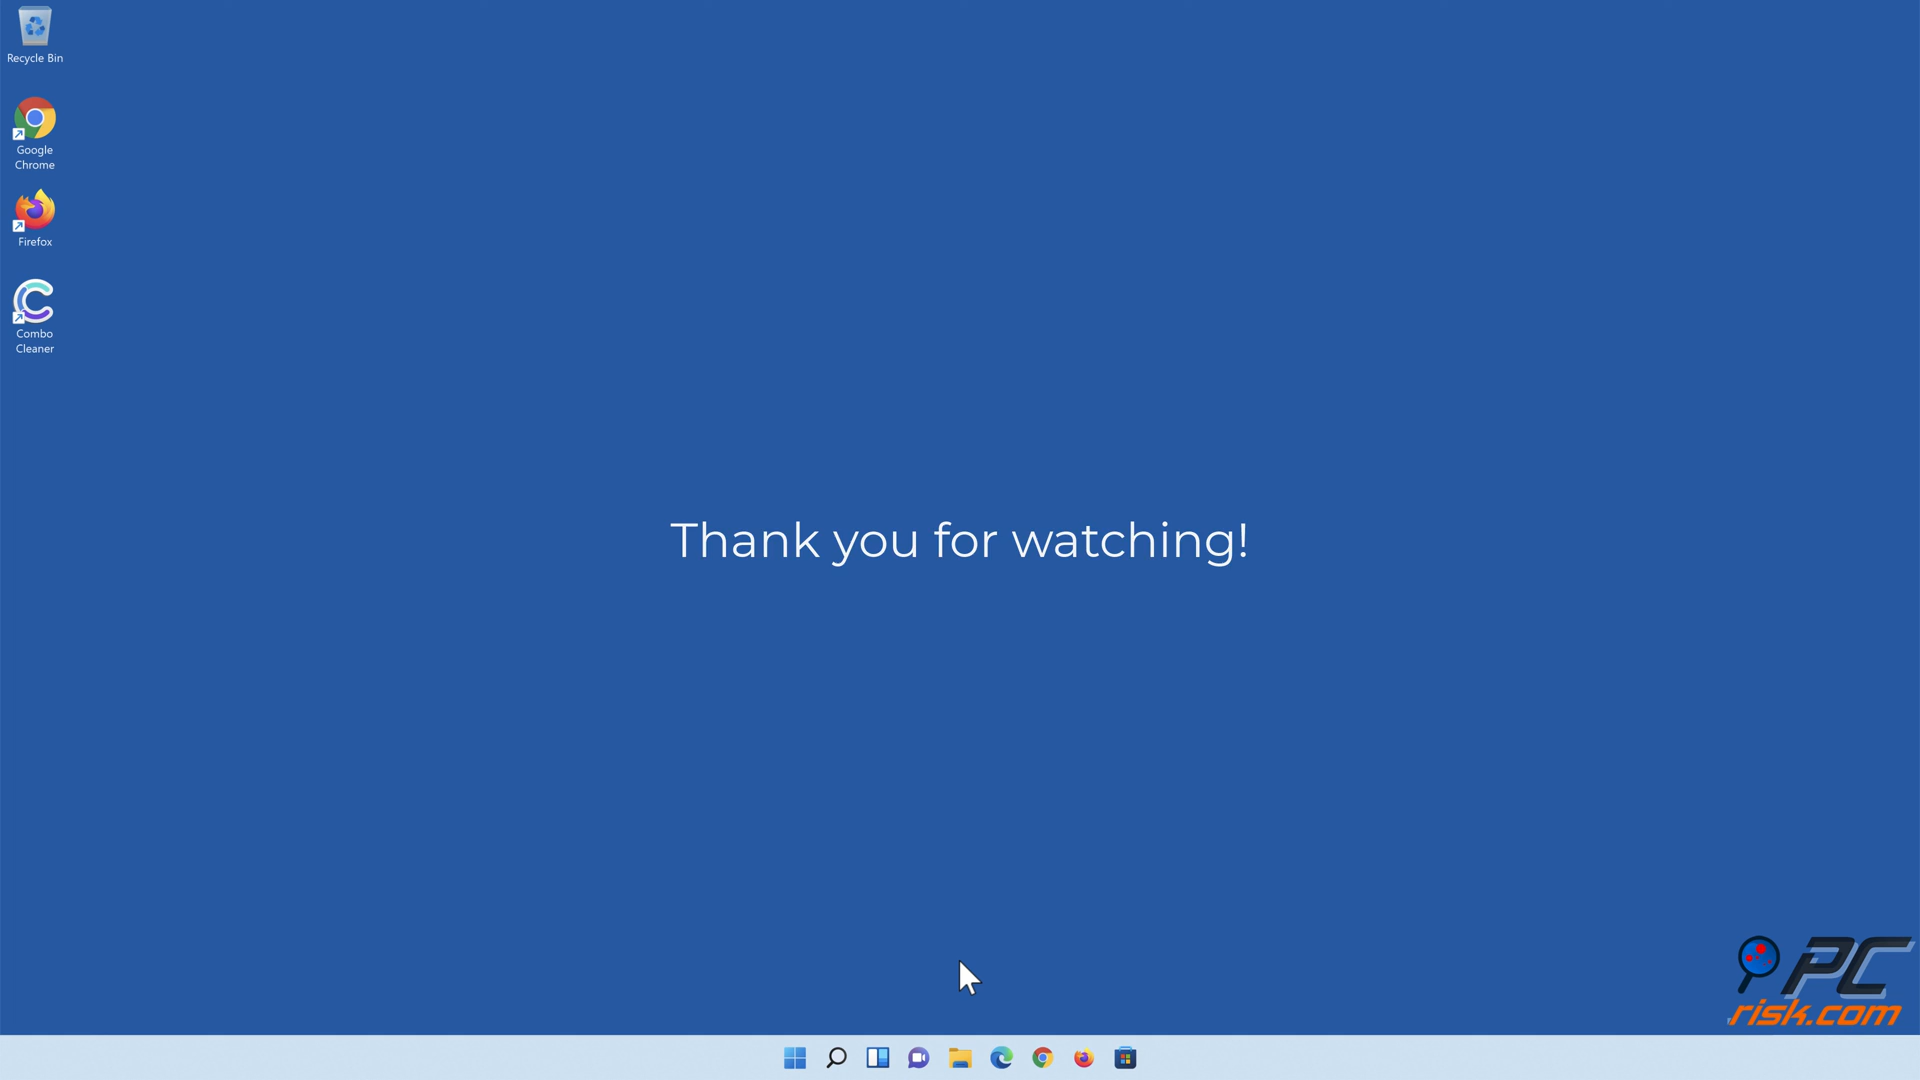 Recycle Bin
Google
Chrome
Firefox
Combo
Cleaner
Thank you for watching!
PC
risk.com